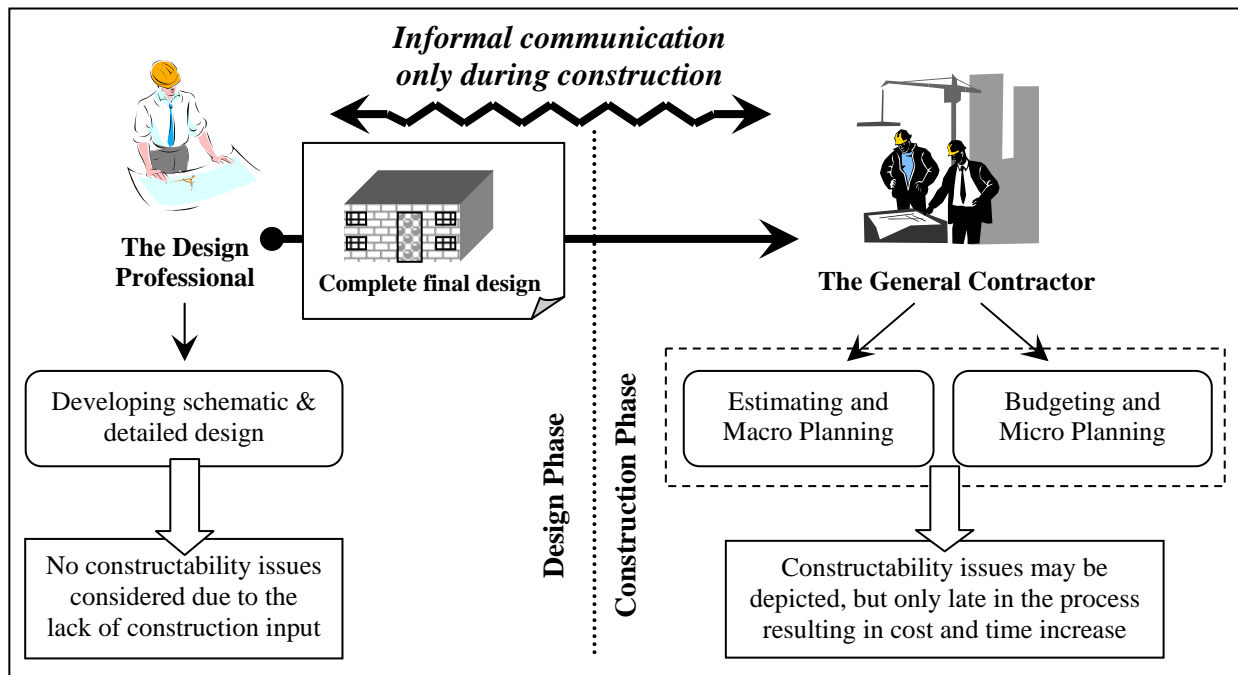 Informal communication
only during construction
The Design
Professional
Complete final design
The General Contractor
Developing schematic &
detailed design
Design Phase
Construction Phase
Estimating and
Macro Planning
Budgeting and
Micro Planning
No constructability issues
considered due to the
lack of construction input
Constructability issues may be
depicted, but only late in the process
resulting in cost and time increase